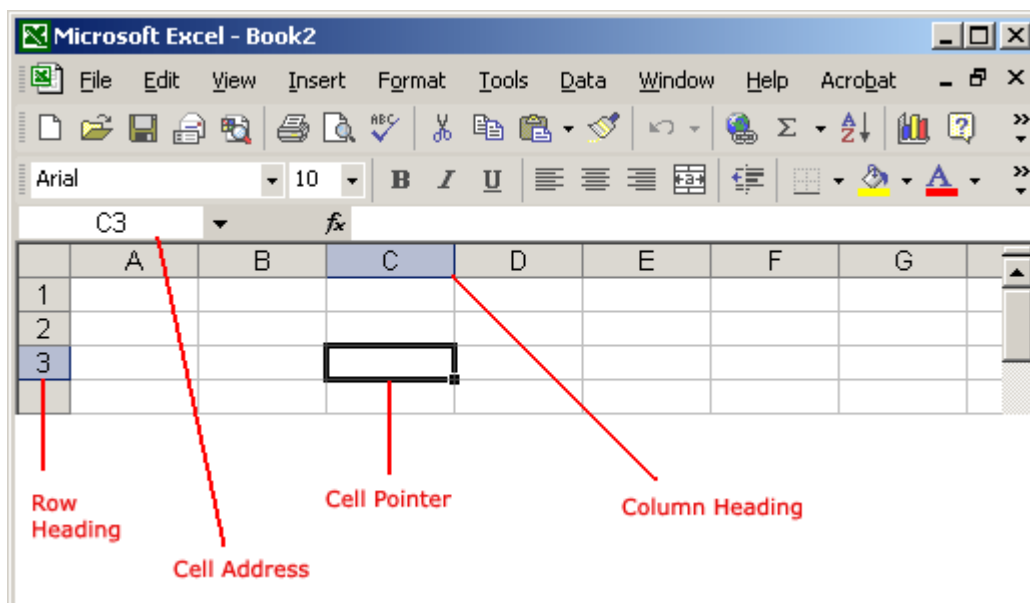 Microsoft Excel - Book2
File Edit View Insert Format Tools Data Window Help Acrobat
ABC Σ A Z ?
Arial 10 B I U a A
C3 fx
A B C D E F G
1
2
3
Row
Heading
Cell Pointer
Column Heading
Cell Address